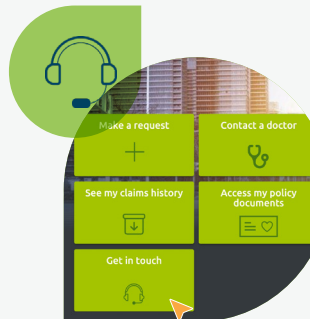 Make a request
Contact a doctor
See my claims history
Access my policy
documents
Get in touch